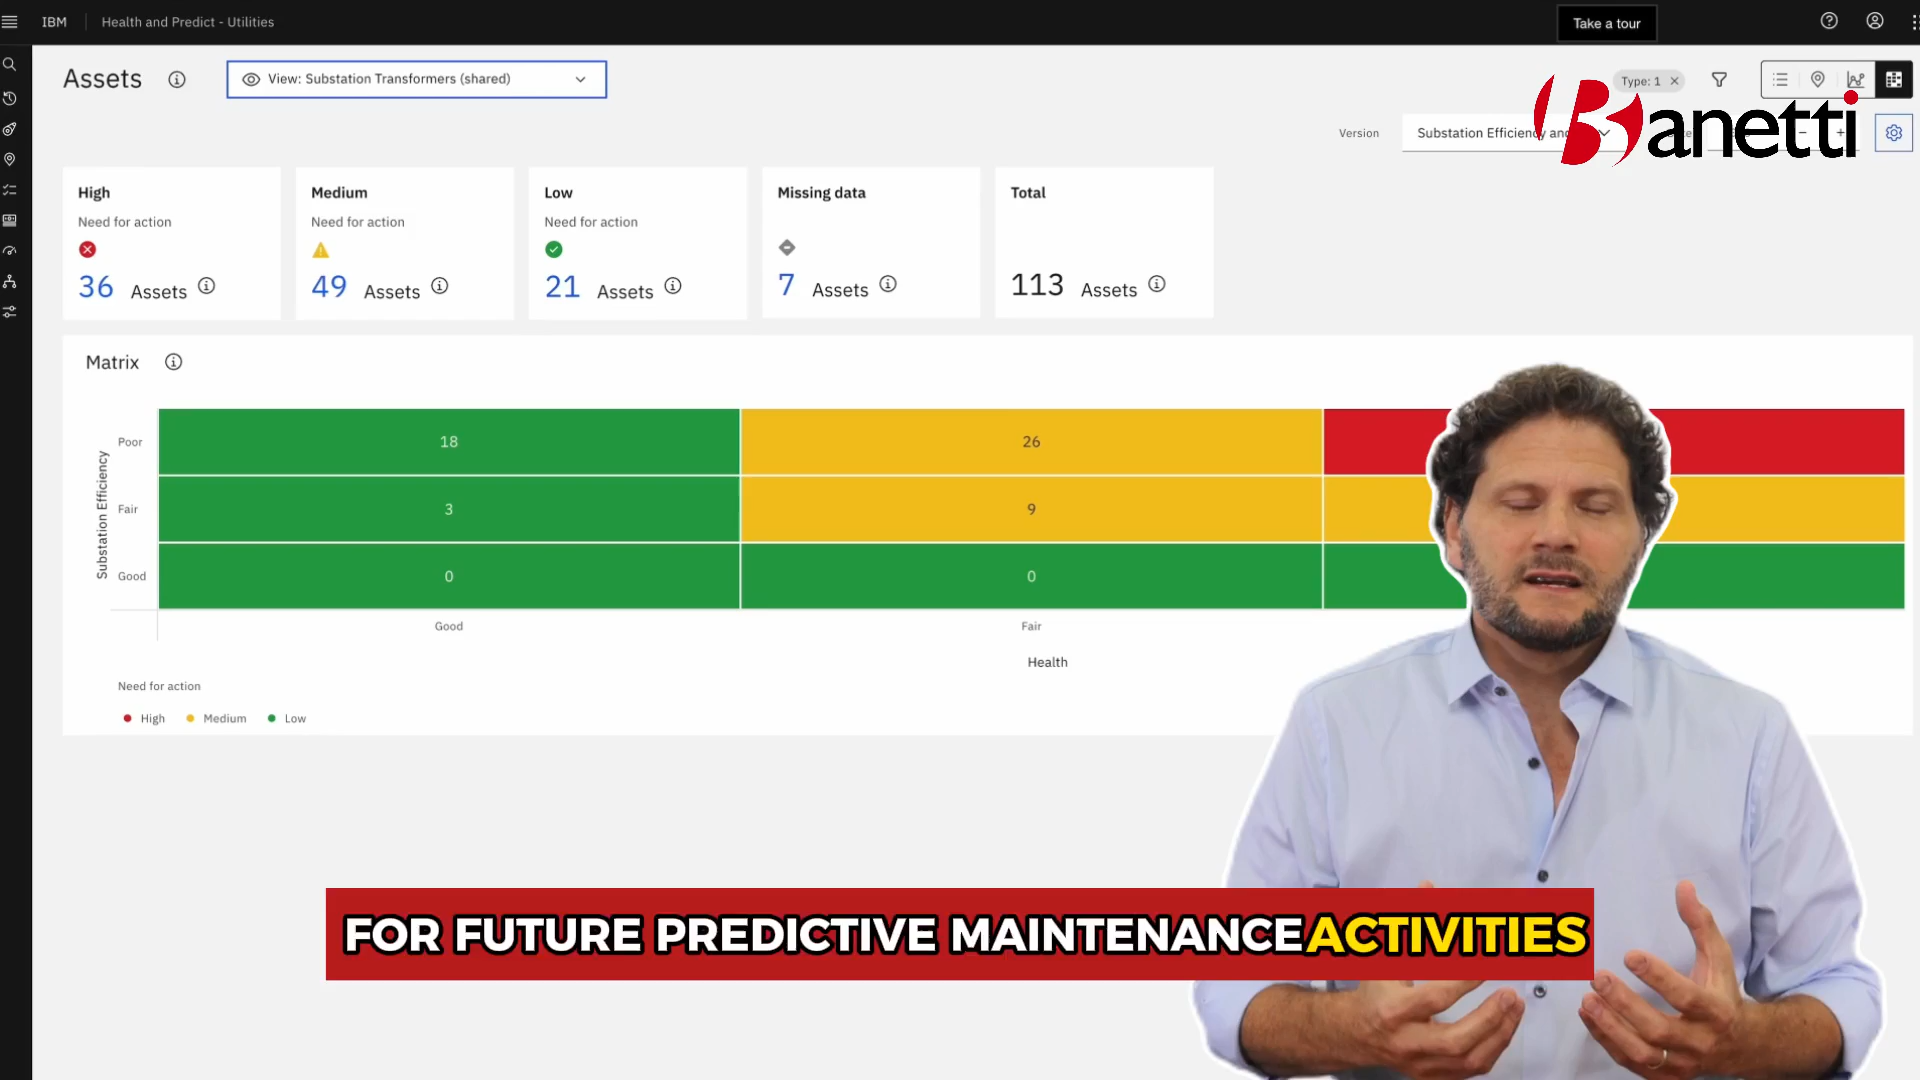 IBM
Health and Predict - Utilities
Take a tour
Assets
View: Substation Transformers (shared)
Type: 1
Banetti
Version
Substation Efficiency an
High
Need for action
36 Assets
Medium
Need for action
49 Assets
Low
Need for action
21 Assets
Missing data
7 Assets
Total
113 Assets
Matrix
Substation Efficiency
Poor
18
26
Fair
3
9
Good
0
0
Good
Fair
Health
Need for action
High
Medium
Low
FOR FUTURE PREDICTIVE MAINTENANCE ACTIVITIES